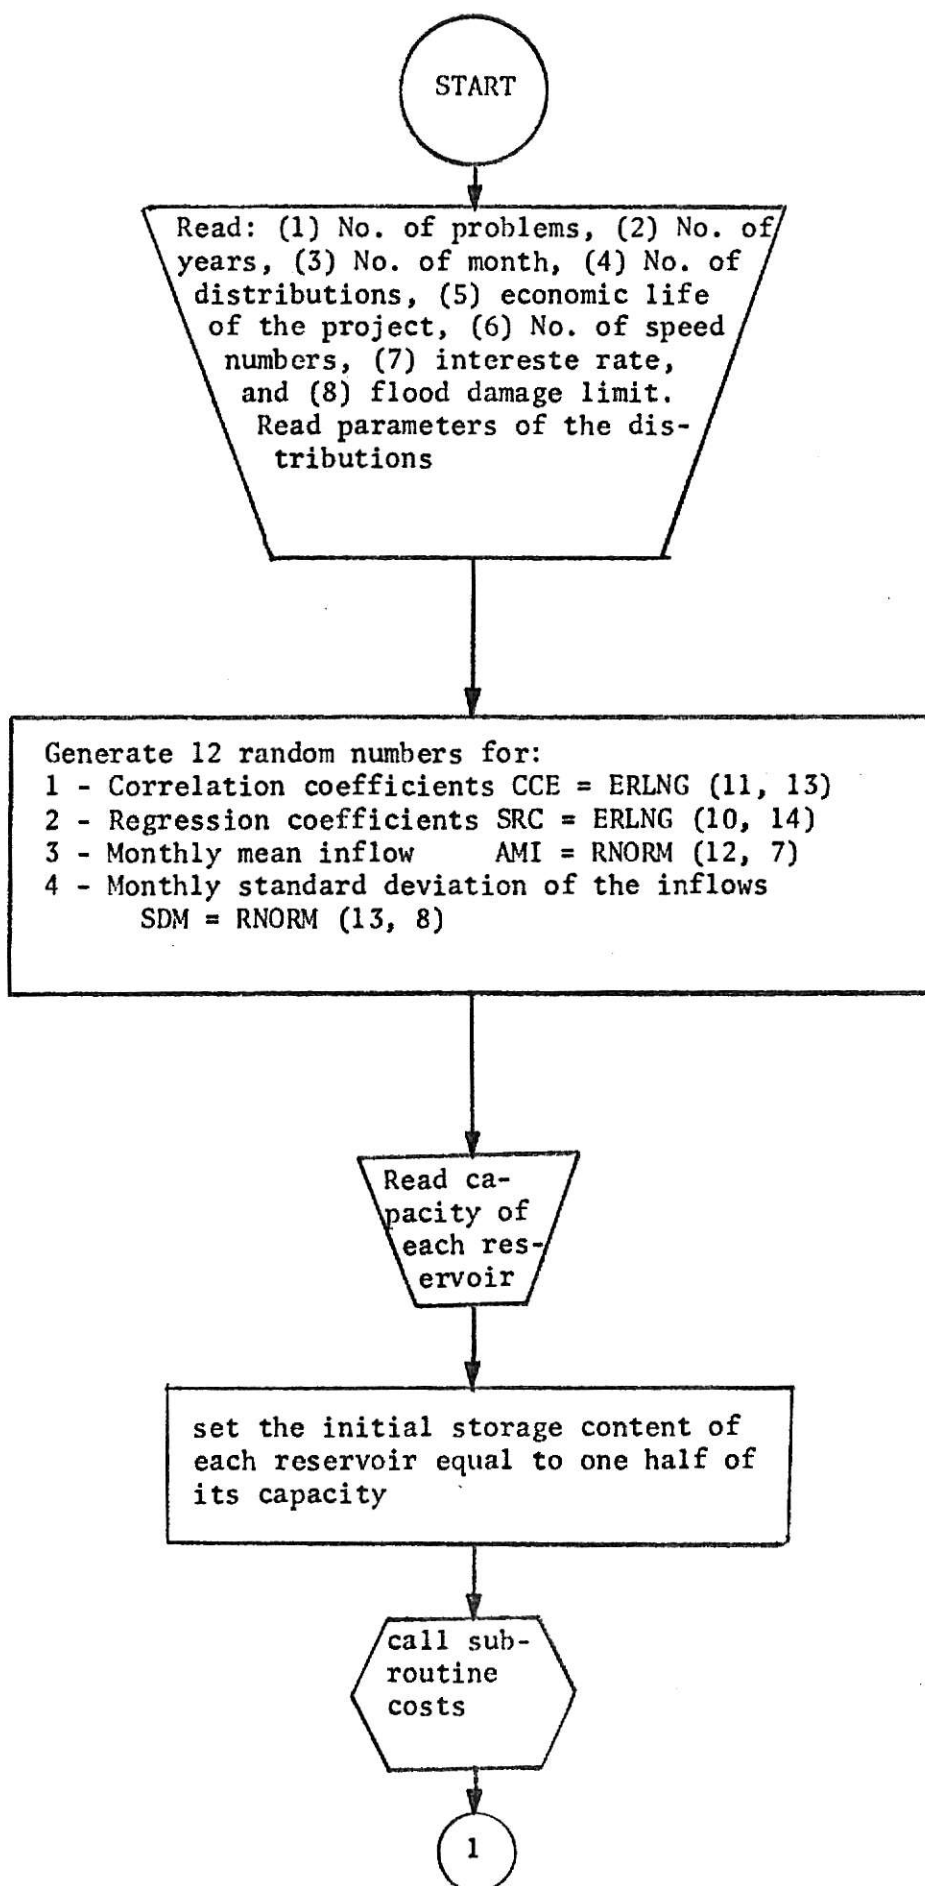 START
Read: (1) No. of problems, (2) No. of
years, (3) No. of month, (4) No. of
distributions, (5) economic life
of the project, (6) No. of speed
numbers, (7) intereste rate,
and (8) flood damage limit.
Read parameters of the dis-
tributions
Generate 12 random numbers for:
1 - Correlation coefficients CCE = ERLNG (11, 13)
2 - Regression coefficients SRC = ERLNG (10, 14)
3 - Monthly mean inflow AMI = RNORM (12, 7)
4 - Monthly standard deviation of the inflows
SDM = RNORM (13, 8)
Read ca-
pacity of
each res-
ervoir
set the initial storage content of
each reservoir equal to one half of
its capacity
call sub-
routine
costs
1